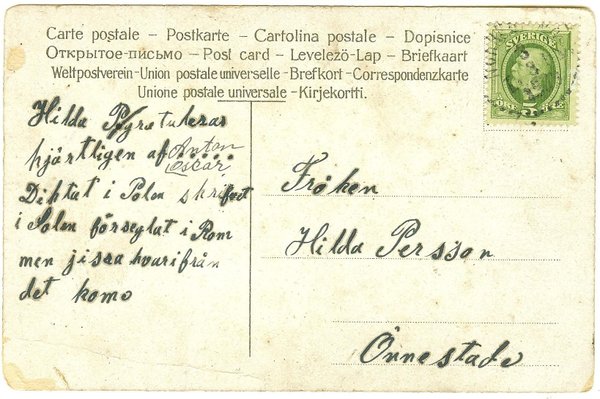 Carte postale – Postkarte – Cartolina postale – Dopisnice
Открытое-письмо – Post card – Levelezö-Lap – Briefkaart
Weltpostverein-Union postale universelle-Brefkort-Correspondenzkarte
Unione postale universale-Kirjekortti.
SVERIGE
5
Hilda
hjärtligen af
Anton
Oscar
Diktat i Polen skrifvet
i Solen förseglat i Rom
men jissa hvarifrån
det komo
Fröken
Hilda Persson
Önnestade